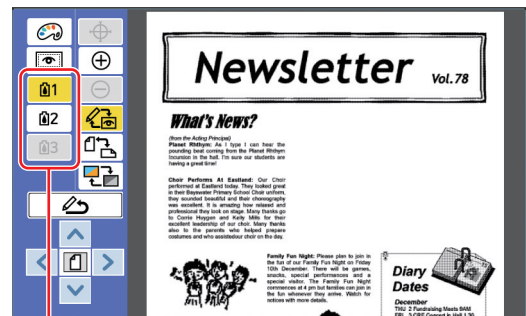 1
2
3
Newsletter Vol. 78
What's News?
(from the Acting Principal)
Planet Rhthym: As I type I can hear the
pounding beat coming from the Planet Rhthym
Incursion in the hall. I'm sure our students are
having a great time!
Choir Performs At Eastland: Our Choir
performed at Eastland today. They looked great
in their Bayswater Primary School Choir uniform,
they sounded beautiful and their choreography
was excellent. It is amazing how relaxed and
professional they look on stage. Many thanks go
to Corrie Huygen and Kelly Mills for their
excellent leadership of our choir. Many thanks
also to the parents who helped prepare
costumes and who assistedour choir on the day.
Family Fun Night: Please plan to join in
the fun of our Family Fun Night on Friday
10th December. There will be games,
snacks, special performances and a
special visitor. The Family Fun Night
commences at 4 pm but families can join in
the fun whenever they arrive. Watch for
notices with more details.
Diary
Dates
December
THU 2 Fundraising Meets 9AM